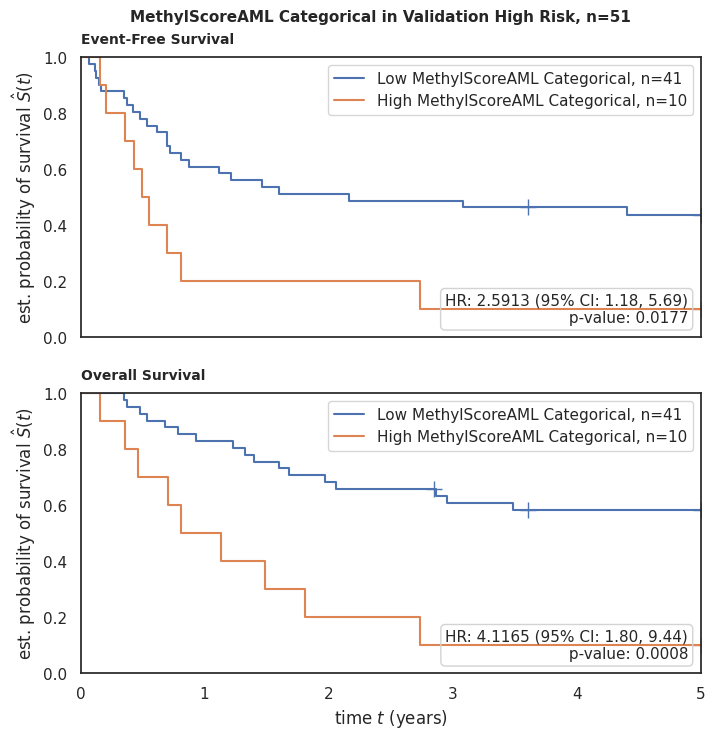 MethylScoreAML Categorical in Validation High Risk, n=51
Event-Free Survival
1.0
0.8
0.6
0.4
0.2
0.0
est. probability of survival Ŝ(t)
Low MethylScoreAML Categorical, n=41
High MethylScoreAML Categorical, n=10
HR: 2.5913 (95% CI: 1.18, 5.69)
p-value: 0.0177
Overall Survival
1.0
0.8
0.6
0.4
0.2
0.0
est. probability of survival Ŝ(t)
Low MethylScoreAML Categorical, n=41
High MethylScoreAML Categorical, n=10
HR: 4.1165 (95% CI: 1.80, 9.44)
p-value: 0.0008
0 1 2 3 4 5
time t (years)